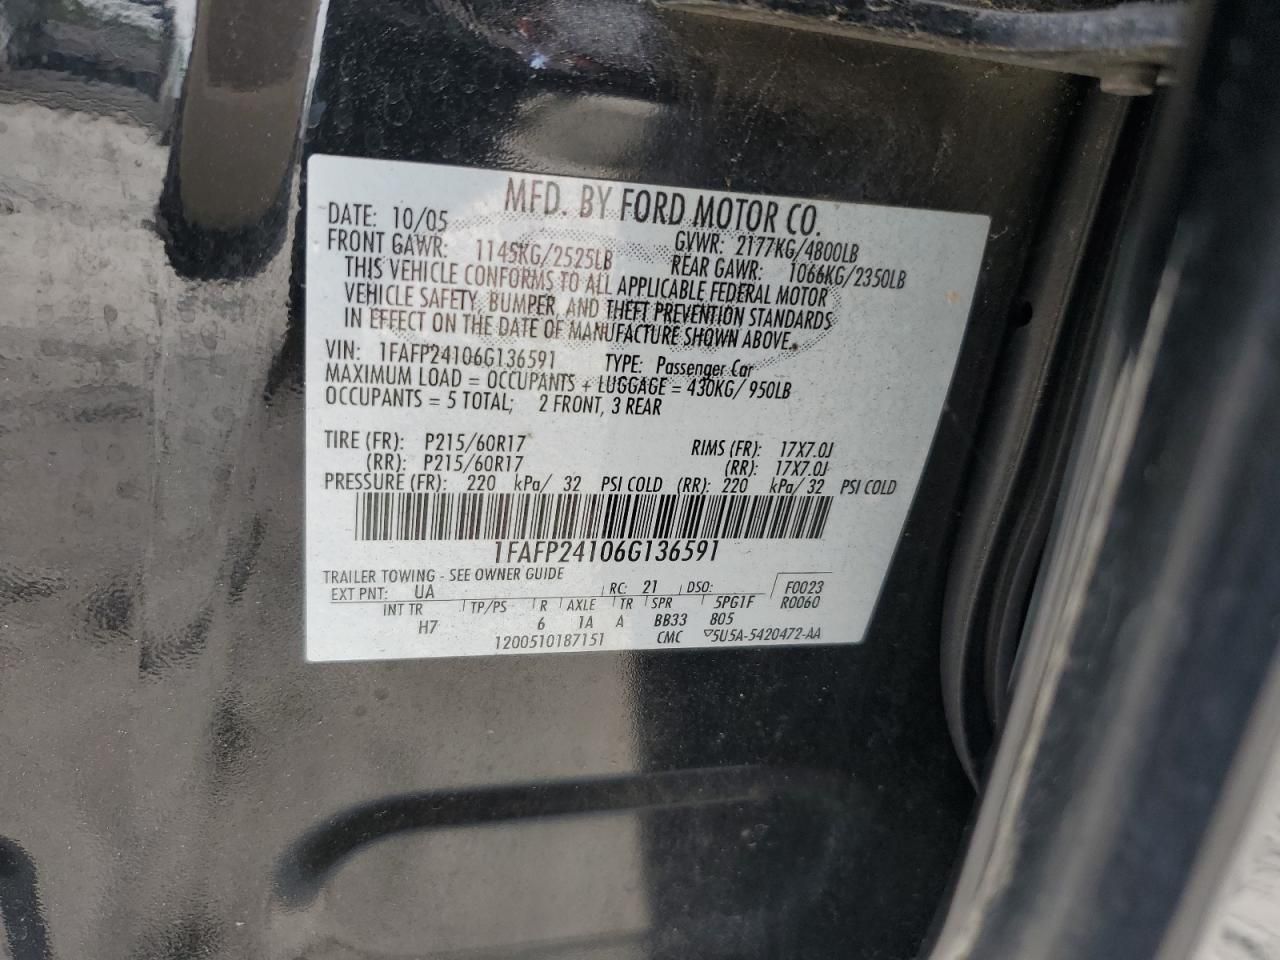 MFD. BY FORD MOTOR CO.
DATE: 10/05 GVWR: 2177KG/4800LB
FRONT GAWR: 1145KG/2525LB REAR GAWR: 1066KG/2350LB
THIS VEHICLE CONFORMS TO ALL APPLICABLE FEDERAL MOTOR
VEHICLE SAFETY, BUMPER, AND THEFT PREVENTION STANDARDS
IN EFFECT ON THE DATE OF MANUFACTURE SHOWN ABOVE.
VIN: 1FAFP24106G136591 TYPE: Passenger Car
MAXIMUM LOAD = OCCUPANTS + LUGGAGE = 430KG/ 950LB
OCCUPANTS = 5 TOTAL; 2 FRONT, 3 REAR
TIRE (FR): P215/60R17 RIMS (FR): 17X7.0J
(RR): P215/60R17 (RR): 17X7.0J
PRESSURE (FR): 220 kPa/ 32 PSI COLD (RR): 220 kPa/ 32 PSI COLD
1FAFP24106G136591
TRAILER TOWING - SEE OWNER GUIDE
EXT PNT: UA RC: 21 DSO: F0023
INT TR TP/PS R AXLE TR SPR 5PG1F R0060
H7 6 1A A BB33 805
1200510187151 CMC ▽5U5A-5420472-AA